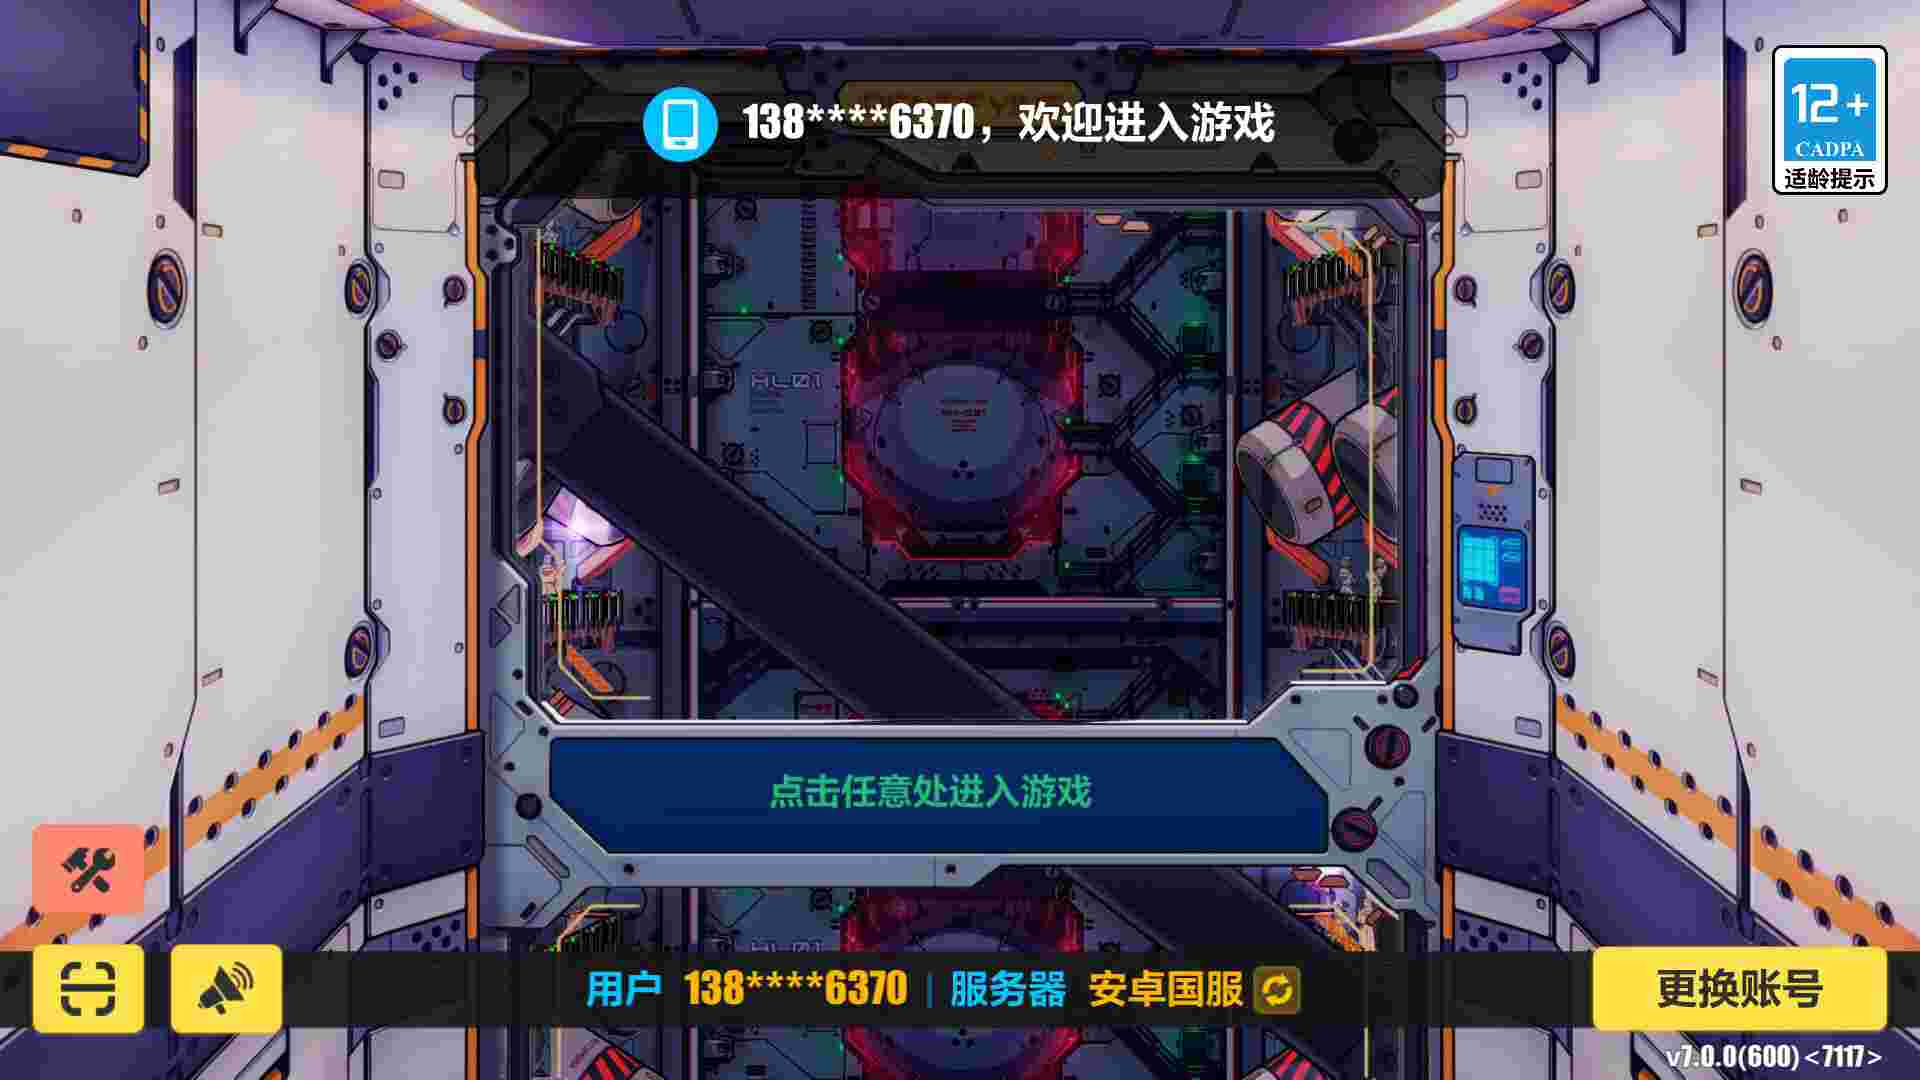 138****6370，欢迎进入游戏
12+
CADPA
适龄提示
HL01
点击任意处进入游戏
HL01
用户 138****6370 | 服务器 安卓国服
更换账号
v7.0.0(600)<7117>